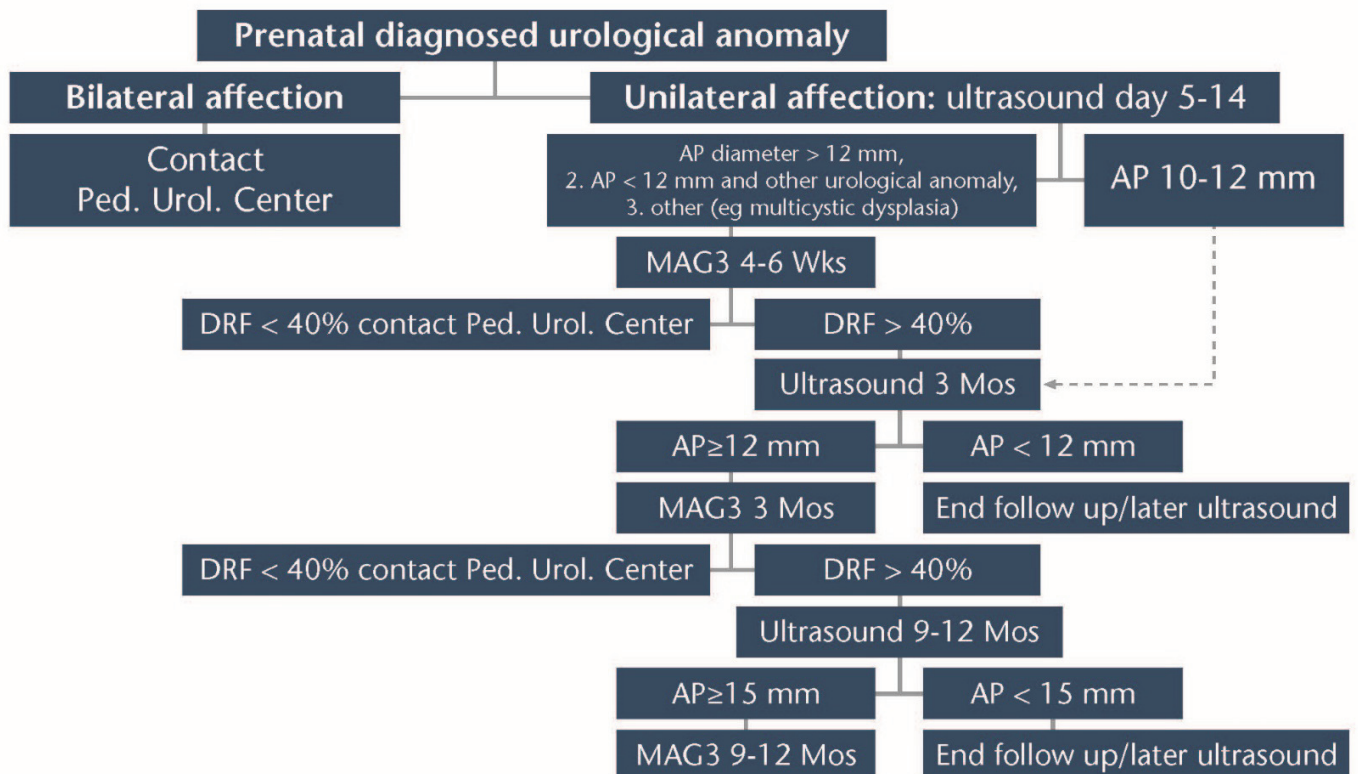 Prenatal diagnosed urological anomaly
Bilateral affection
Unilateral affection: ultrasound day 5-14
Contact
Ped. Urol. Center
AP diameter > 12 mm,
2. AP < 12 mm and other urological anomaly,
3. other (eg multicystic dysplasia)
AP 10-12 mm
MAG3 4-6 Wks
DRF < 40% contact Ped. Urol. Center
DRF > 40%
Ultrasound 3 Mos
AP≥12 mm
AP < 12 mm
MAG3 3 Mos
End follow up/later ultrasound
DRF < 40% contact Ped. Urol. Center
DRF > 40%
Ultrasound 9-12 Mos
AP≥15 mm
AP < 15 mm
MAG3 9-12 Mos
End follow up/later ultrasound